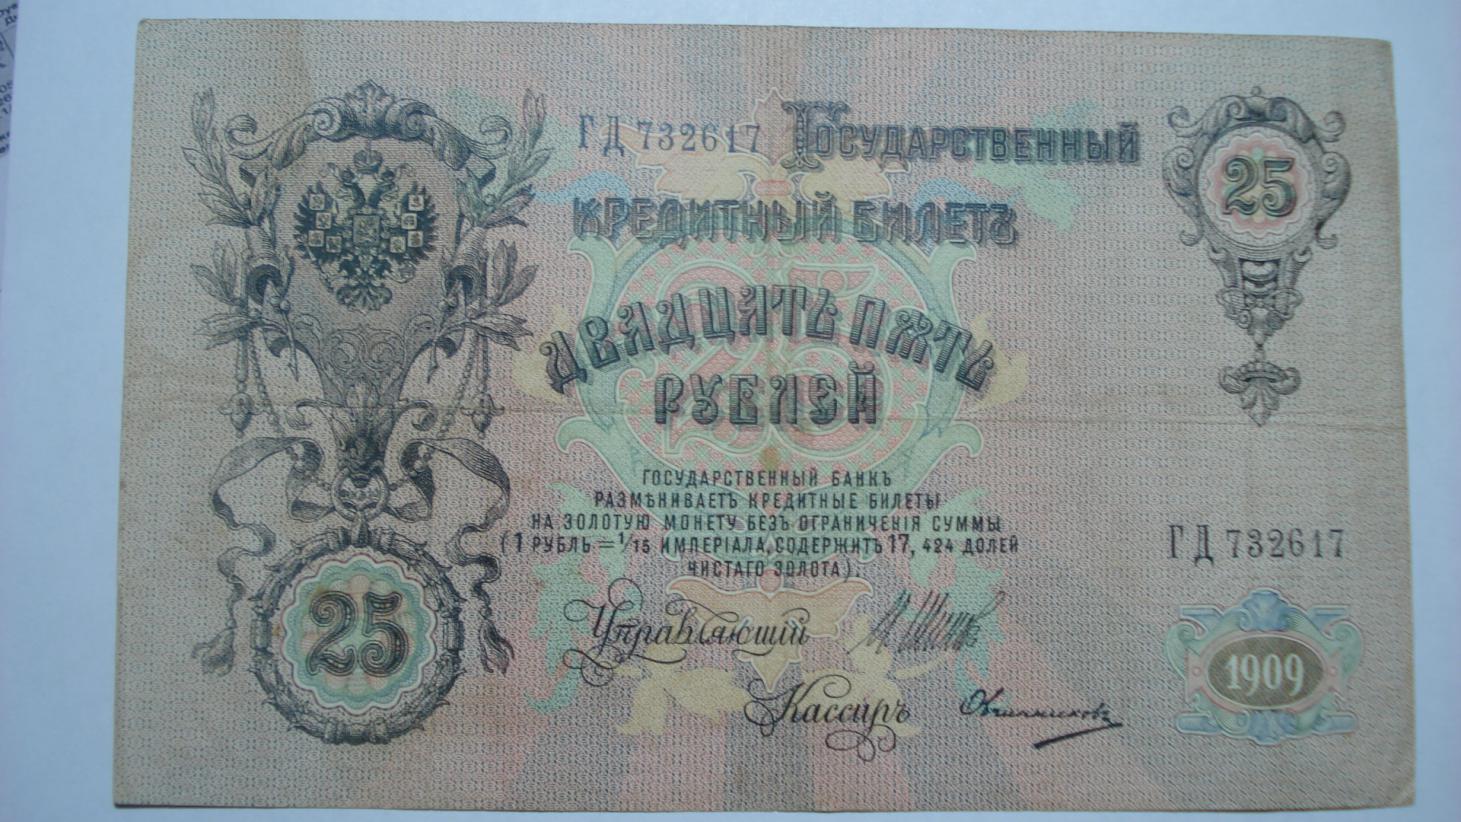 ГД 732617 Государственный
Кредитный Билетъ
25
Двадцать пять
рублей
Государственный Банкъ
размѣниваетъ кредитные билеты
на золотую монету безъ ограниченія суммы
(1 рубль = 1/15 имперіала, содержитъ 17,424 долей
чистаго золота).
ГД 732617
Управляющій
25
1909
Кассиръ